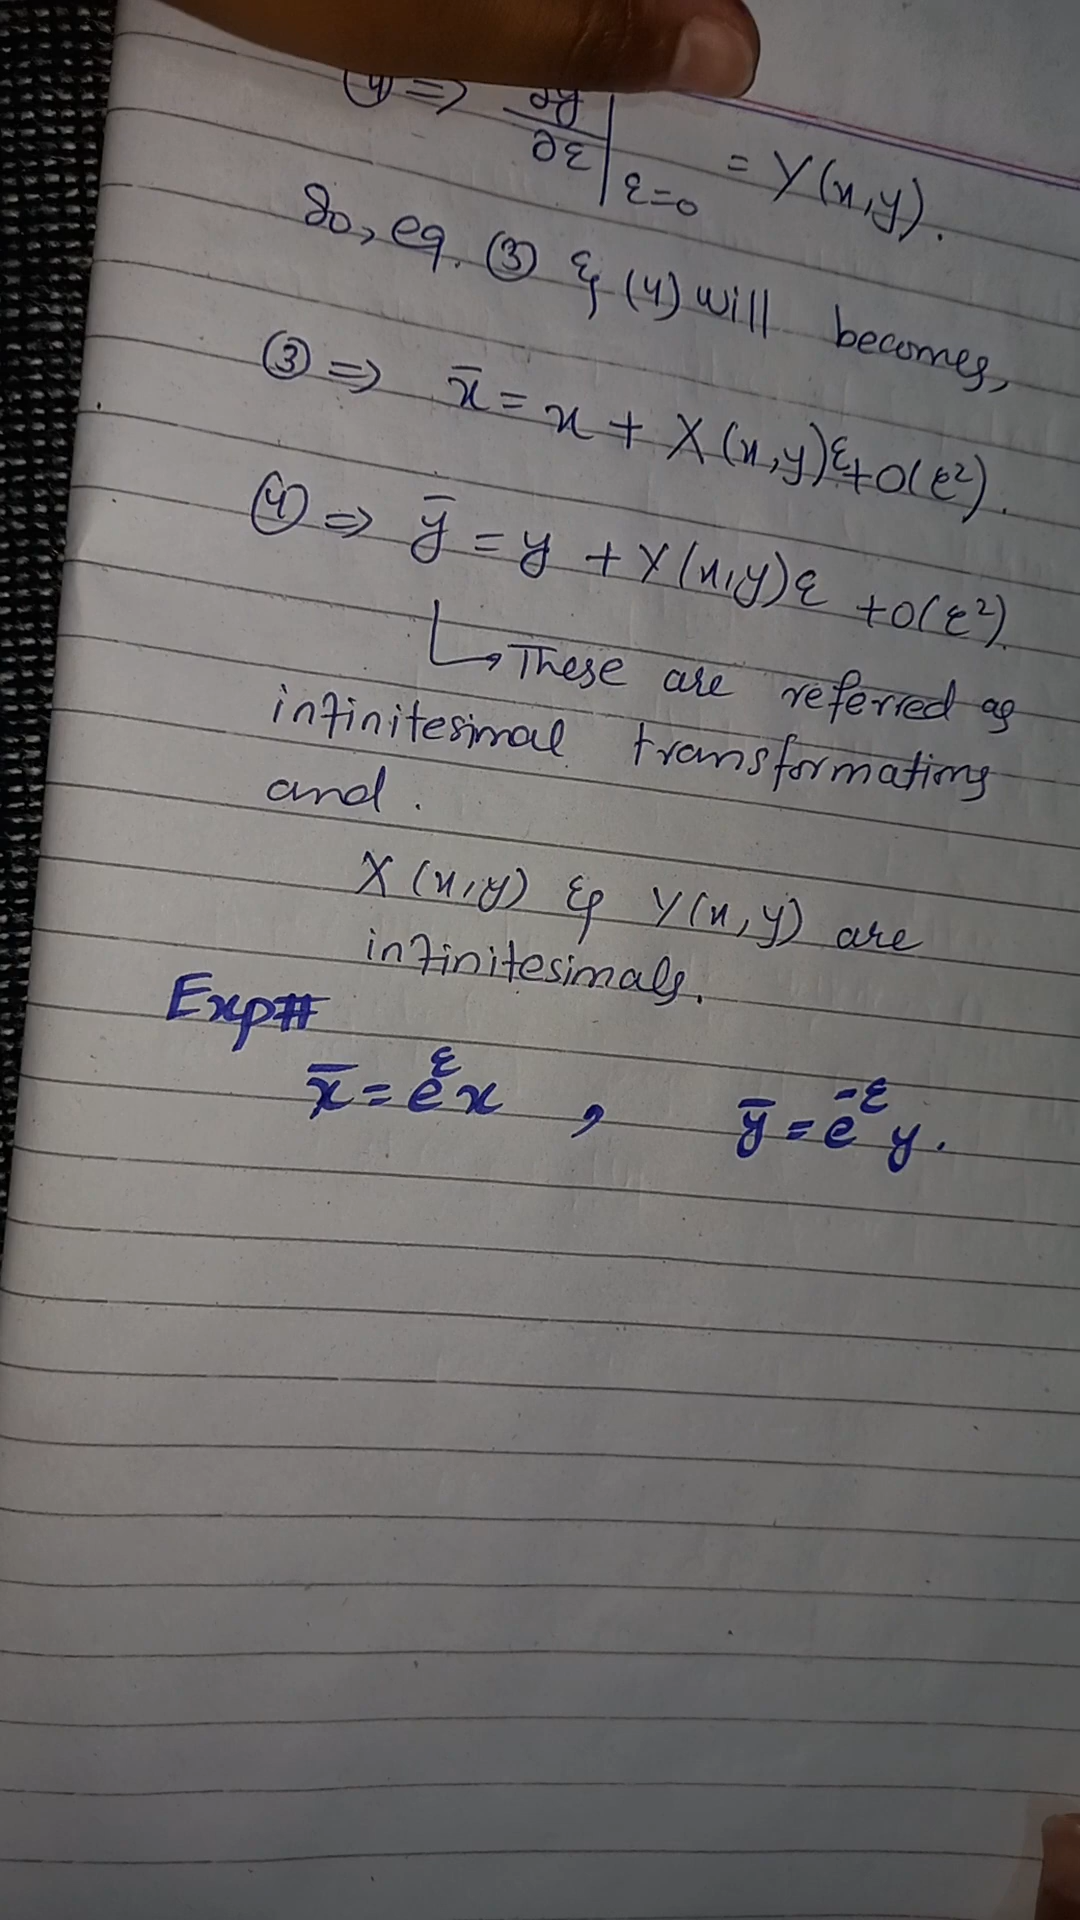 (4) ⇒ ∂ȳ/∂ε |ε=0 = Y(x,y).
So, eq. (3) & (4) will becomes,
(3) ⇒ x̄ = x + X(x,y)ε + O(ε²).
(4) ⇒ ȳ = y + Y(x,y)ε + O(ε²).
↳ These are referred as
infinitesimal transformations
and.
X(x,y) & Y(x,y) are
infinitesimals.
Exp#
x̄ = e^ε x , ȳ = e^-ε y.